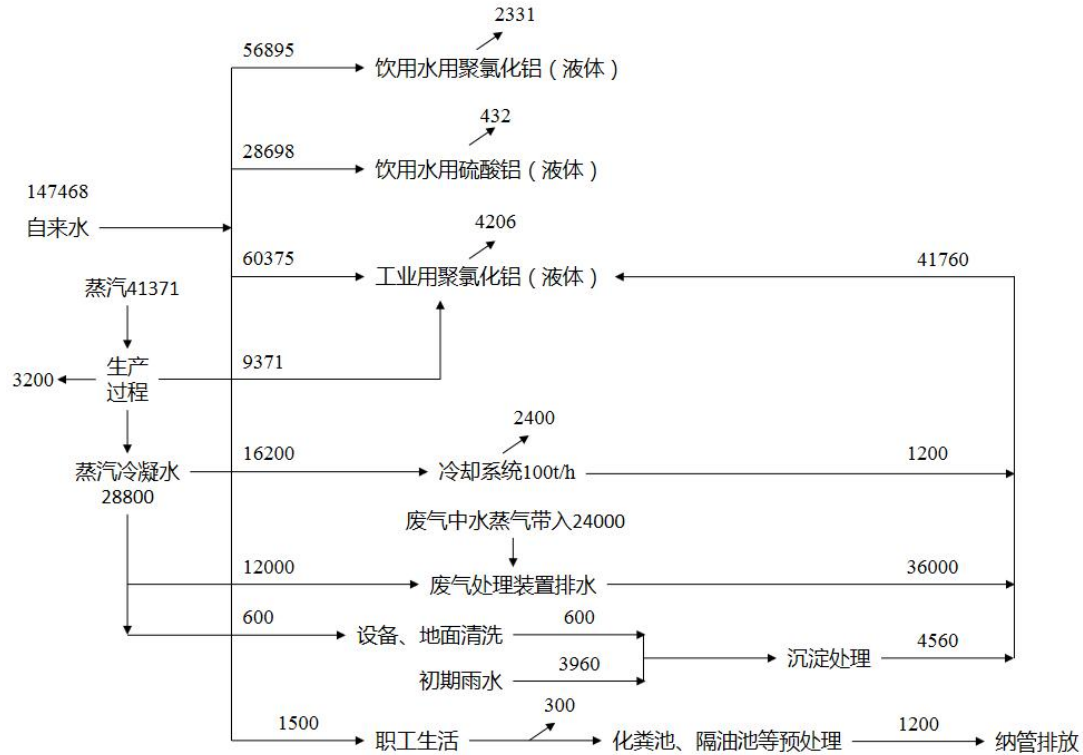 2331
56895
饮用水用聚氯化铝（液体）
432
28698
饮用水用硫酸铝（液体）
147468
自来水
4206
60375
工业用聚氯化铝（液体）
41760
蒸汽41371
9371
3200
生产
过程
2400
16200
1200
蒸汽冷凝水
28800
冷却系统100t/h
废气中水蒸气带入24000
12000
36000
废气处理装置排水
600
设备、地面清洗
600
4560
沉淀处理
初期雨水
3960
300
1500
职工生活
化粪池、隔油池等预处理
1200
纳管排放